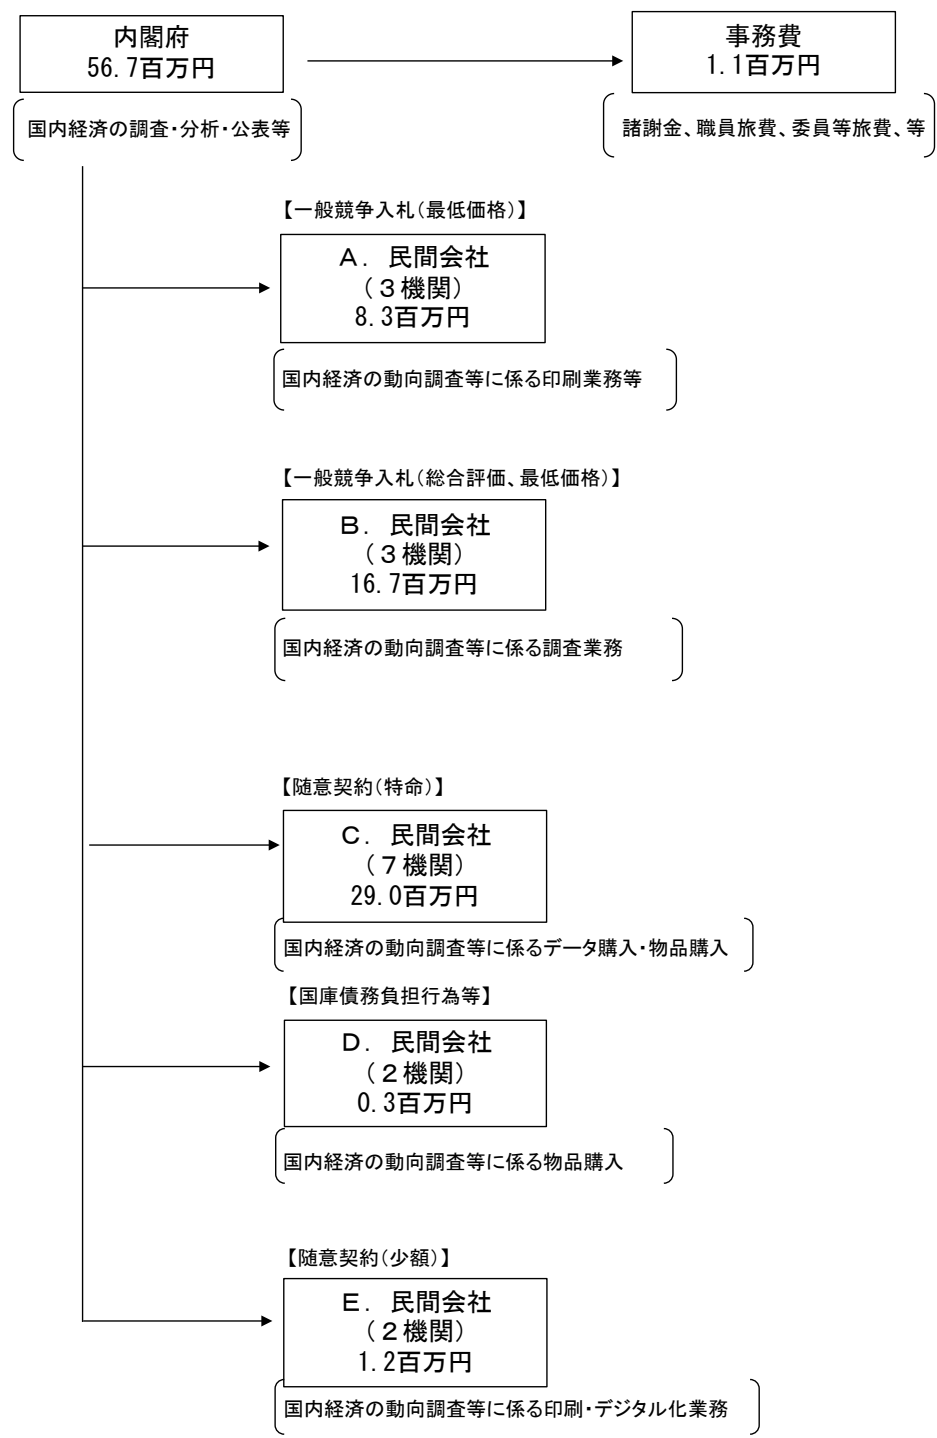 内閣府
56.7百万円
事務費
1.1百万円
国内経済の調査・分析・公表等
諸謝金、職員旅費、委員等旅費、等
【一般競争入札(最低価格)】
A. 民間会社
(3機関)
8.3百万円
国内経済の動向調査等に係る印刷業務等
【一般競争入札(総合評価、最低価格)】
B. 民間会社
(3機関)
16.7百万円
国内経済の動向調査等に係る調査業務
【随意契約(特命)】
C. 民間会社
(7機関)
29.0百万円
国内経済の動向調査等に係るデータ購入・物品購入
【国庫債務負担行為等】
D. 民間会社
(2機関)
0.3百万円
国内経済の動向調査等に係る物品購入
【随意契約(少額)】
E. 民間会社
(2機関)
1.2百万円
国内経済の動向調査等に係る印刷・デジタル化業務